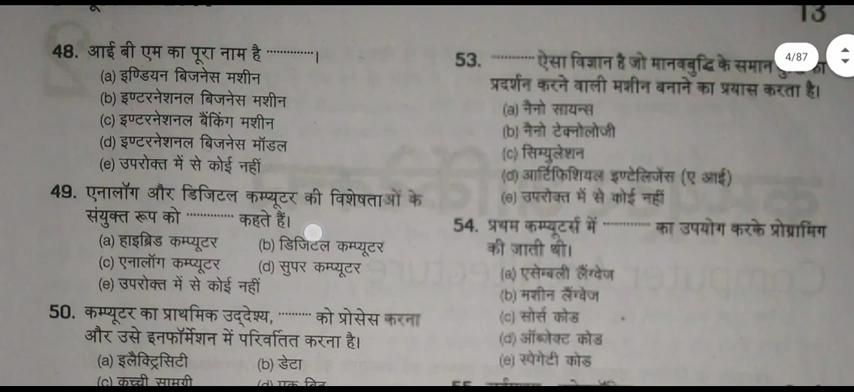 13
48. आई बी एम का पूरा नाम है ............. ।
(a) इण्डियन बिजनेस मशीन
(b) इण्टरनेशनल बिजनेस मशीन
(c) इण्टरनेशनल बैंकिंग मशीन
(d) इण्टरनेशनल बिजनेस मॉडल
(e) उपरोक्त में से कोई नहीं
49. एनालॉग और डिजिटल कम्प्यूटर की विशेषताओं के
संयुक्त रूप को ............. कहते हैं।
(a) हाइब्रिड कम्प्यूटर (b) डिजिटल कम्प्यूटर
(c) एनालॉग कम्प्यूटर (d) सुपर कम्प्यूटर
(e) उपरोक्त में से कोई नहीं
50. कम्प्यूटर का प्राथमिक उद्देश्य, ......... को प्रोसेस करना
और उसे इनफॉर्मेशन में परिवर्तित करना है।
(a) इलैक्ट्रिसिटी (b) डेटा
(c) कच्ची सामग्री
4/87
53. .......... ऐसा विज्ञान है जो मानवबुद्धि के समान का
प्रदर्शन करने वाली मशीन बनाने का प्रयास करता है।
(a) नैनो सायन्स
(b) नैनो टेक्नोलोजी
(c) सिम्युलेशन
(d) आर्टिफिशियल इण्टेलिजेंस (ए आई)
(e) उपरोक्त में से कोई नहीं
54. प्रथम कम्प्यूटर्स में ............ का उपयोग करके प्रोग्रामिंग
की जाती थी।
(a) एसेम्बली लैंग्वेज
(b) मशीन लैंग्वेज
(c) सोर्स कोड
(d) ऑब्जेक्ट कोड
(e) स्पेगेटी कोड